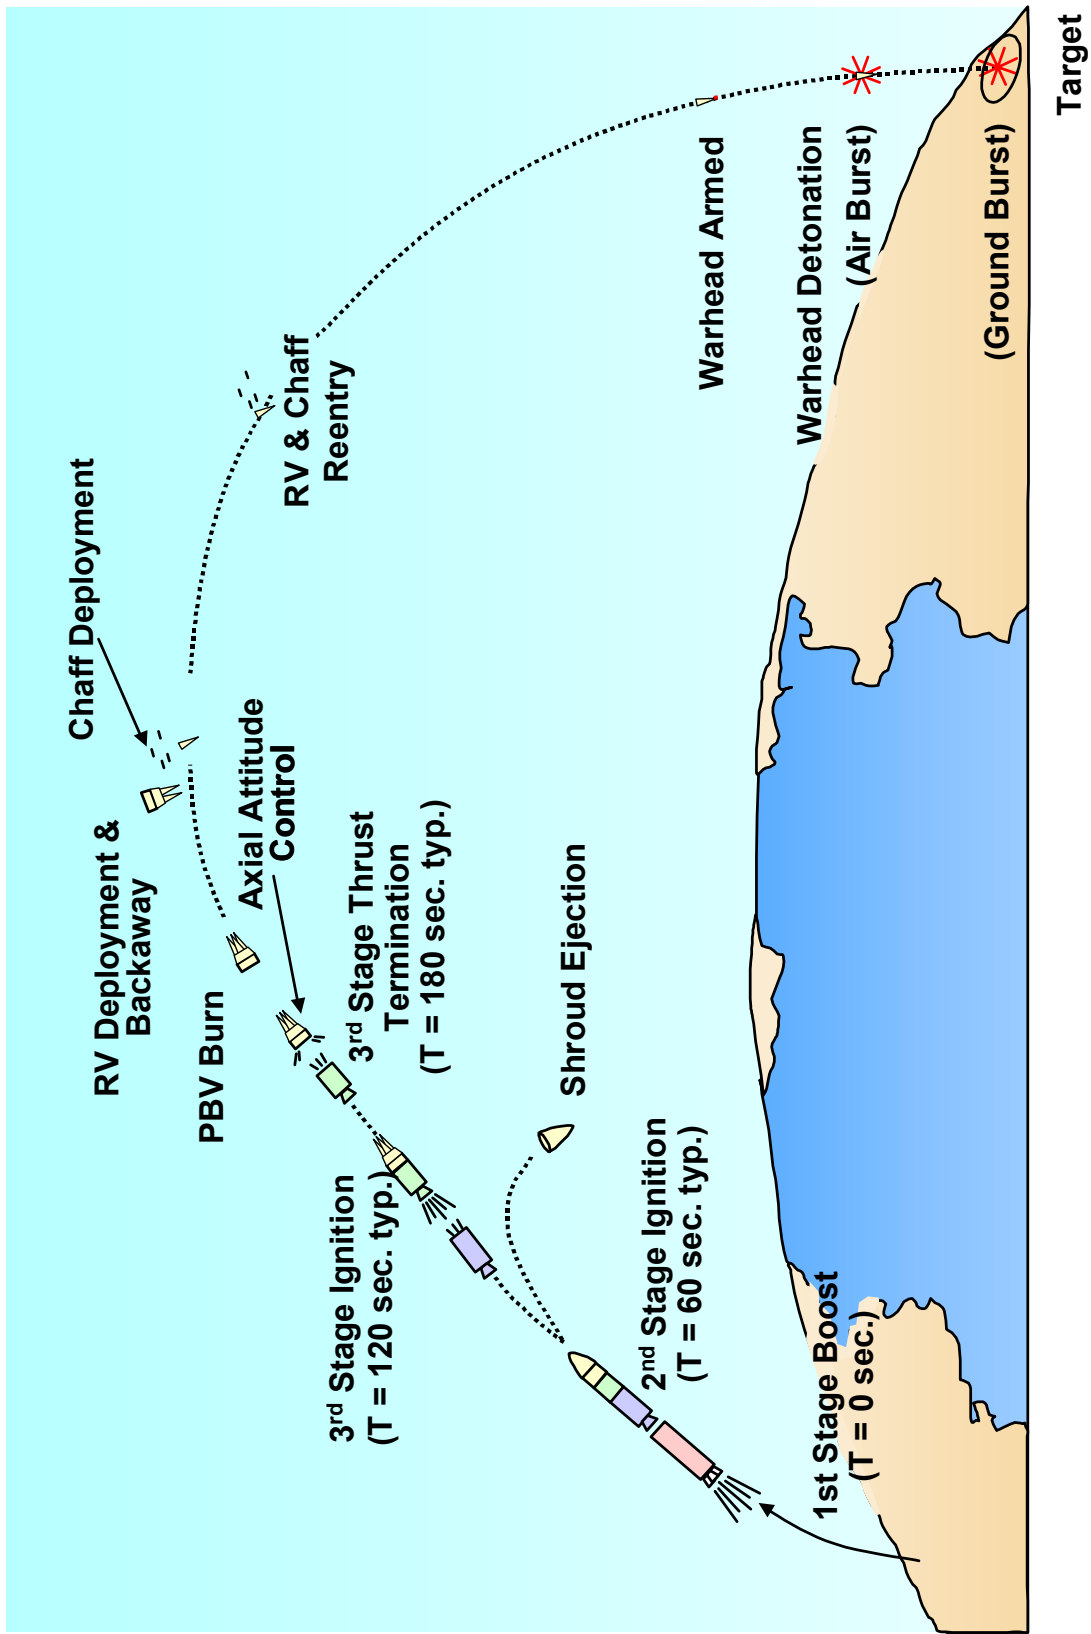 1st Stage Boost
(T = 0 sec.)
2nd Stage Ignition
(T = 60 sec. typ.)
Shroud Ejection
3rd Stage Ignition
(T = 120 sec. typ.)
3rd Stage Thrust
Termination
(T = 180 sec. typ.)
Axial Attitude
Control
PBV Burn
RV Deployment &
Backaway
Chaff Deployment
RV & Chaff
Reentry
Warhead Armed
Warhead Detonation
(Air Burst)
(Ground Burst)
Target